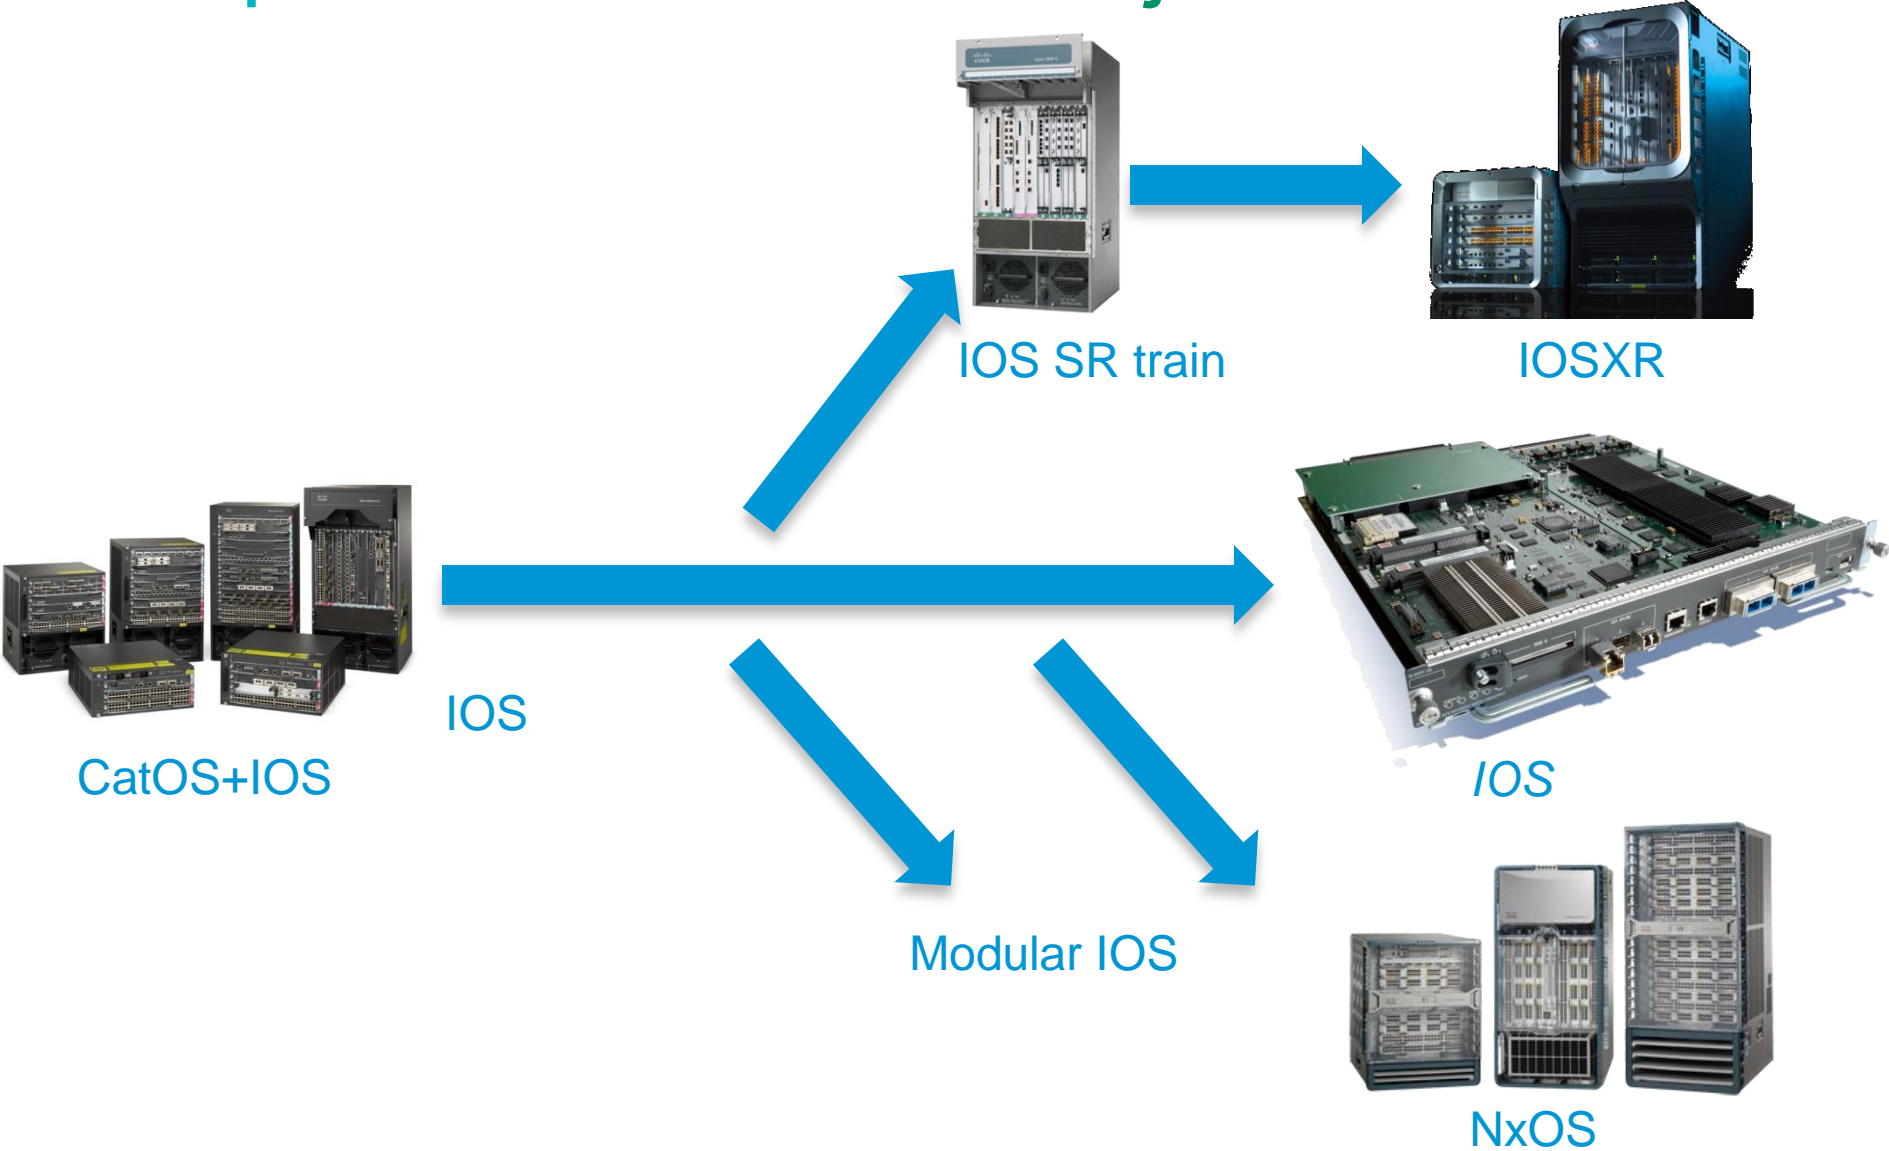 IOS SR train
IOSXR
IOS
CatOS+IOS
IOS
Modular IOS
NxOS